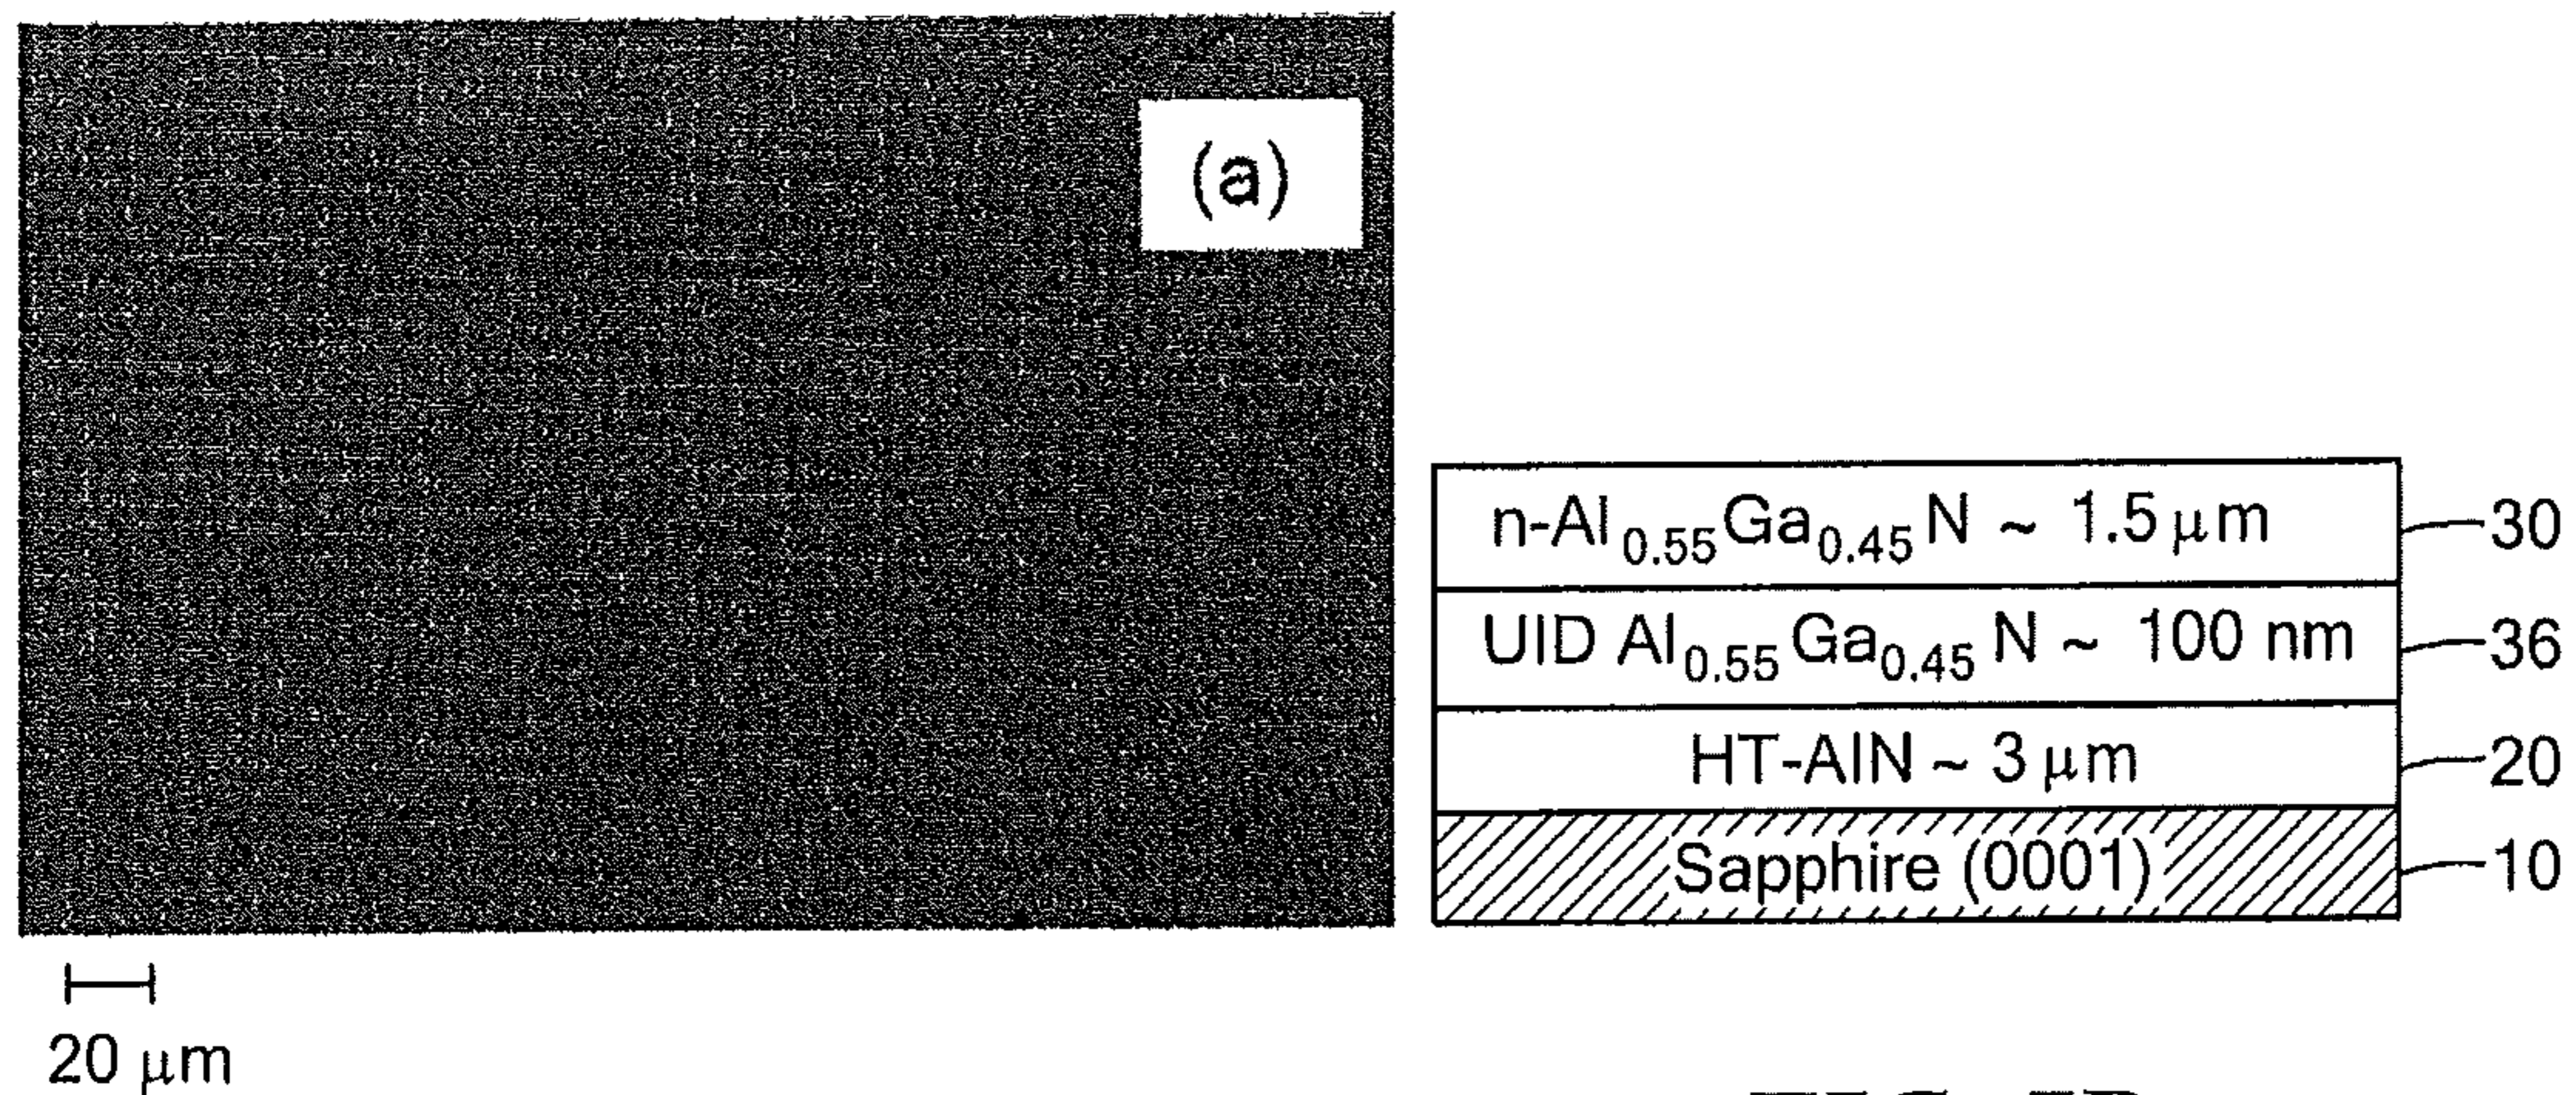 (a)
n-Al0.55Ga0.45N ~ 1.5 μm
30
UID Al0.55Ga0.45N ~ 100 nm
36
HT-AlN ~ 3 μm
20
Sapphire (0001)
10
20 μm